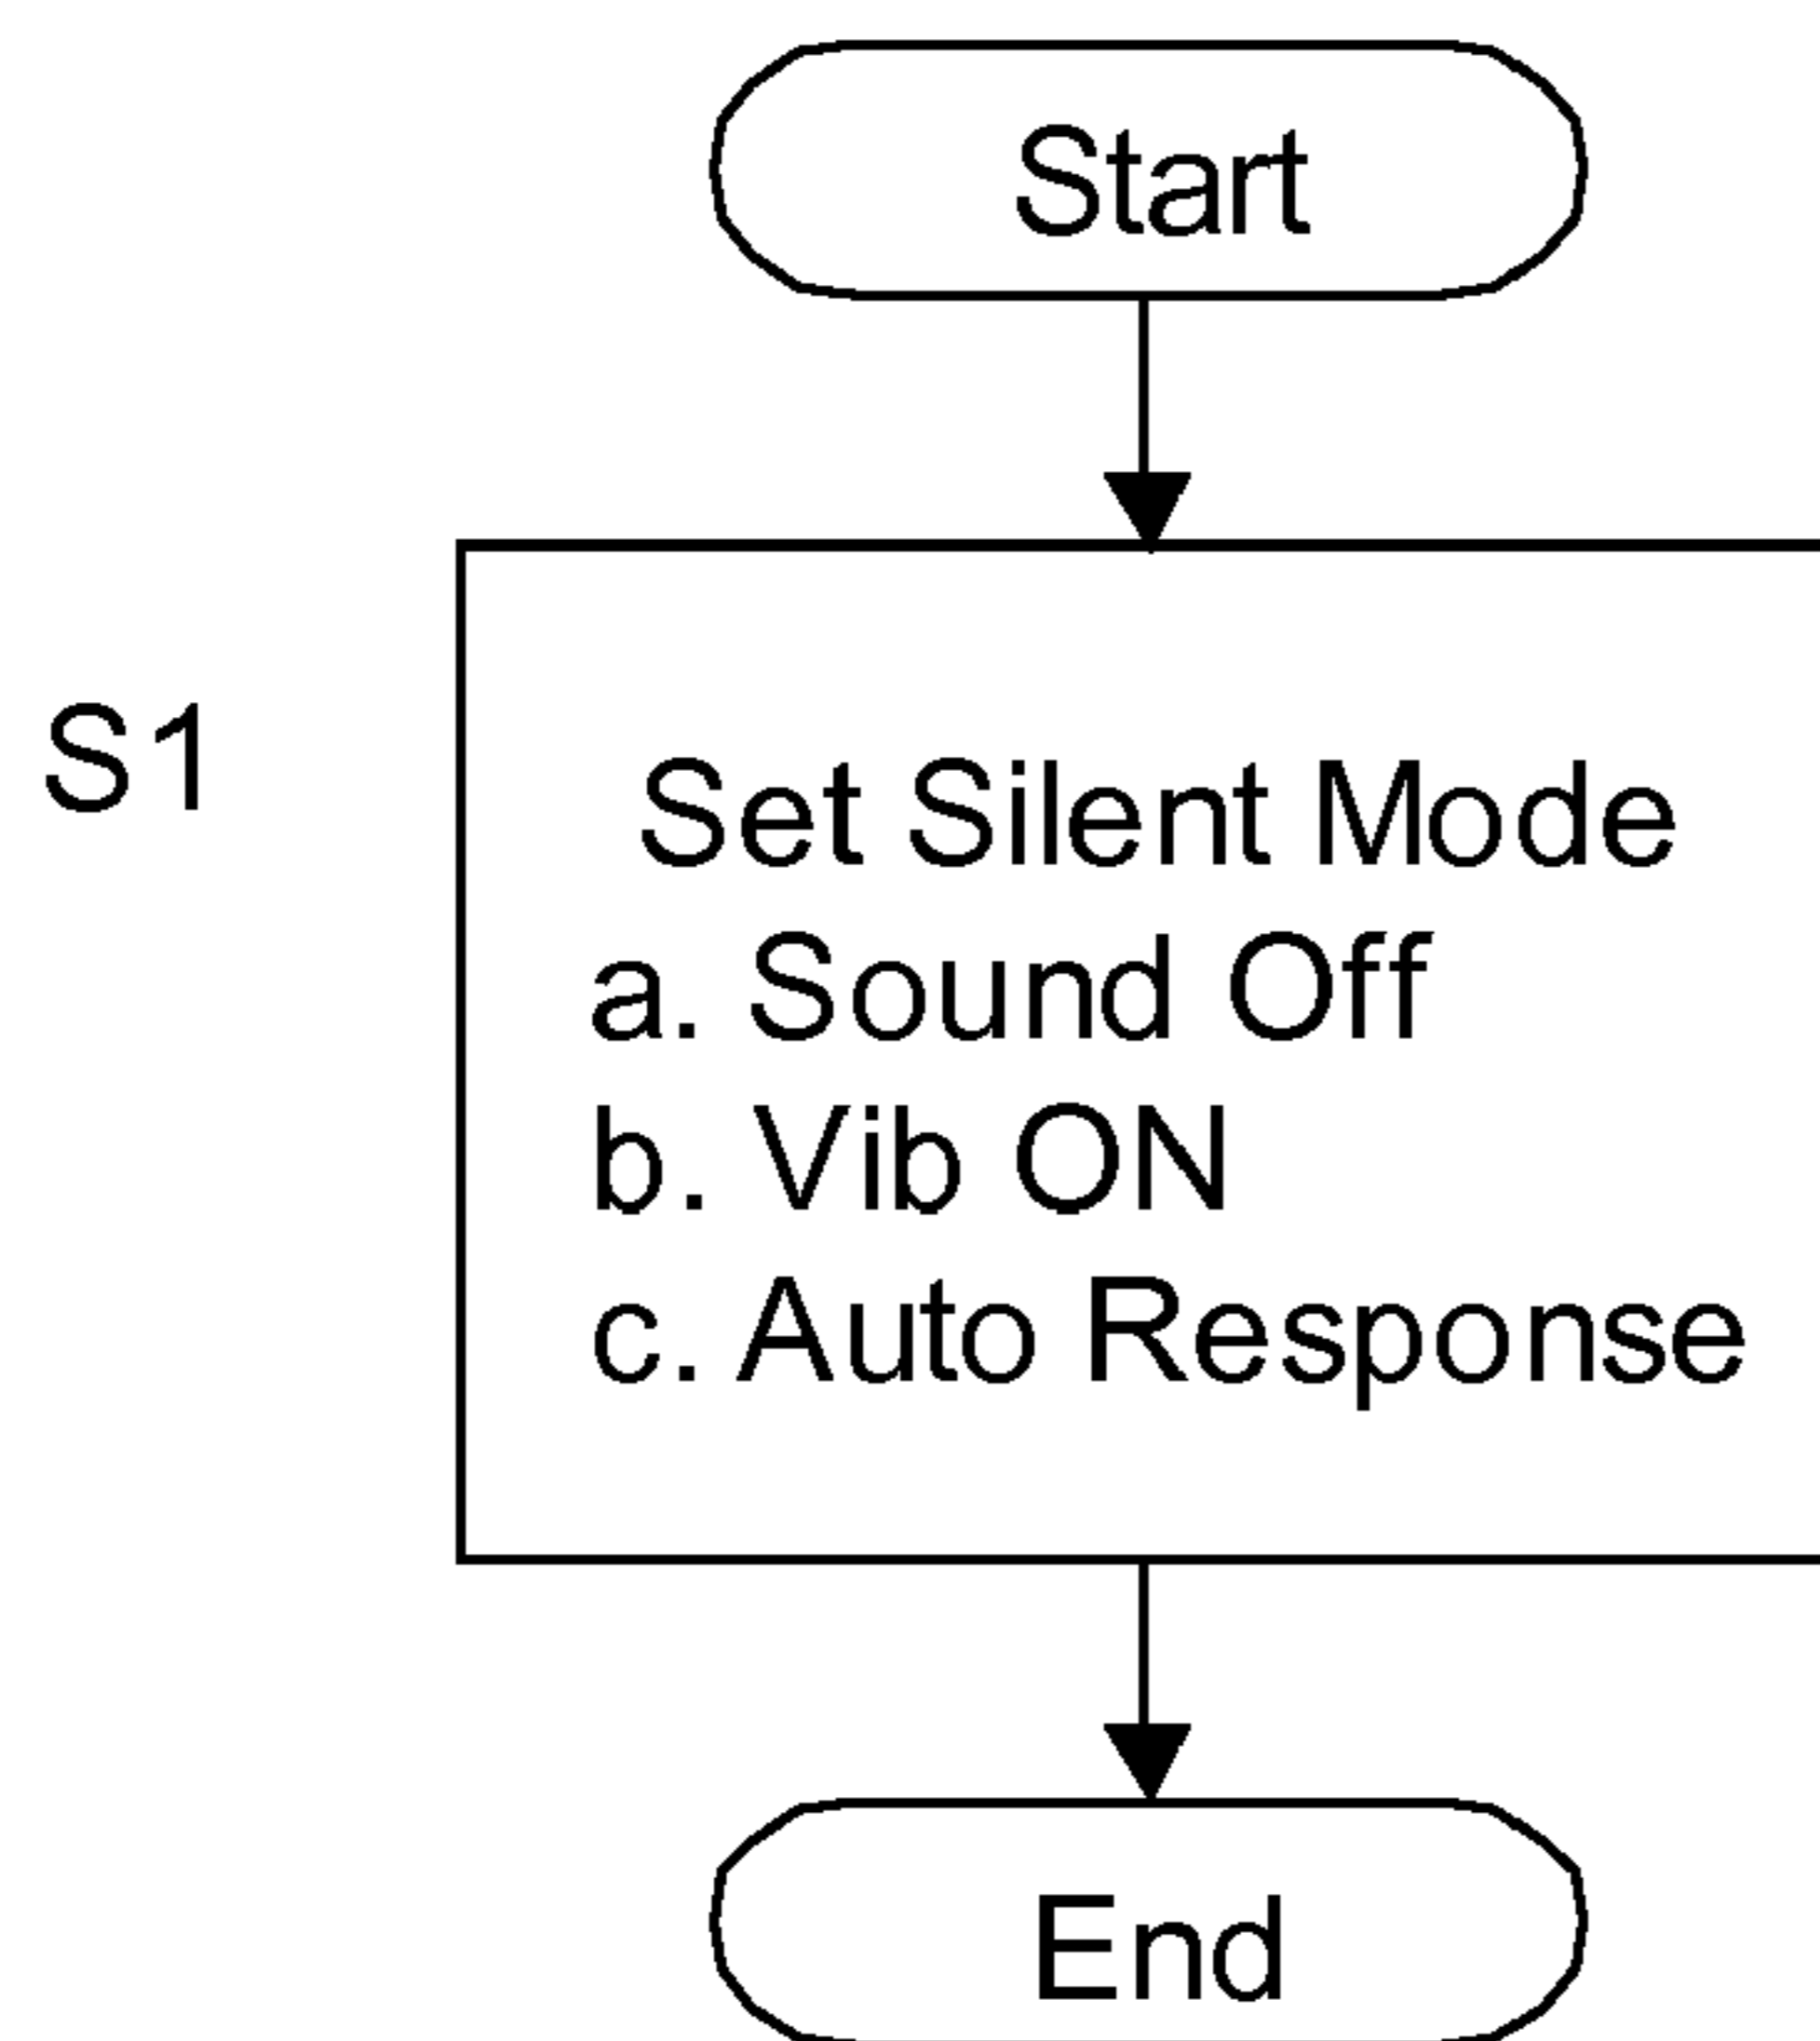 Start
S1
Set Silent Mode
a. Sound Off
b. Vib ON
c. Auto Response
End